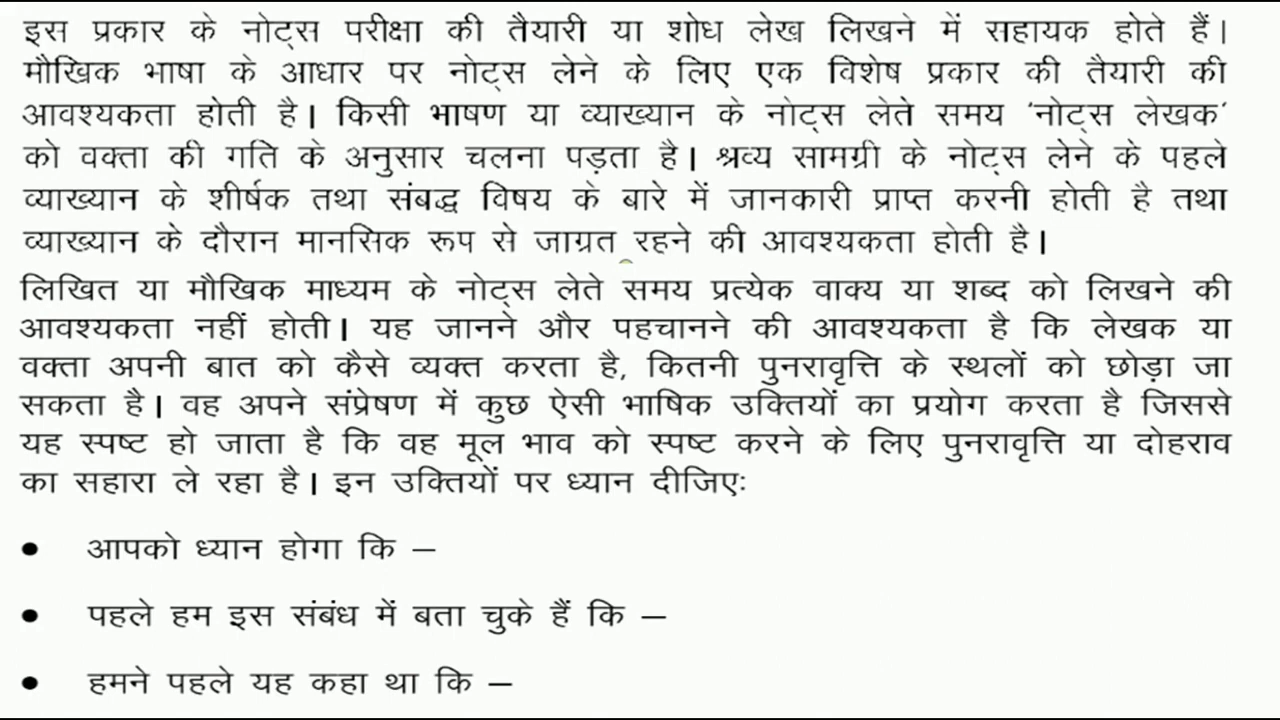 इस प्रकार के नोट्स परीक्षा की तैयारी या शोध लेख लिखने में सहायक होते हैं।
मौखिक भाषा के आधार पर नोट्स लेने के लिए एक विशेष प्रकार की तैयारी की
आवश्यकता होती है। किसी भाषण या व्याख्यान के नोट्स लेते समय 'नोट्स लेखक'
को वक्ता की गति के अनुसार चलना पड़ता है। श्रव्य सामग्री के नोट्स लेने के पहले
व्याख्यान के शीर्षक तथा संबद्ध विषय के बारे में जानकारी प्राप्त करनी होती है तथा
व्याख्यान के दौरान मानसिक रूप से जाग्रत रहने की आवश्यकता होती है।
लिखित या मौखिक माध्यम के नोट्स लेते समय प्रत्येक वाक्य या शब्द को लिखने की
आवश्यकता नहीं होती। यह जानने और पहचानने की आवश्यकता है कि लेखक या
वक्ता अपनी बात को कैसे व्यक्त करता है, कितनी पुनरावृत्ति के स्थलों को छोड़ा जा
सकता है। वह अपने संप्रेषण में कुछ ऐसी भाषिक उक्तियों का प्रयोग करता है जिससे
यह स्पष्ट हो जाता है कि वह मूल भाव को स्पष्ट करने के लिए पुनरावृत्ति या दोहराव
का सहारा ले रहा है। इन उक्तियों पर ध्यान दीजिएः
• आपको ध्यान होगा कि –
• पहले हम इस संबंध में बता चुके हैं कि –
• हमने पहले यह कहा था कि –